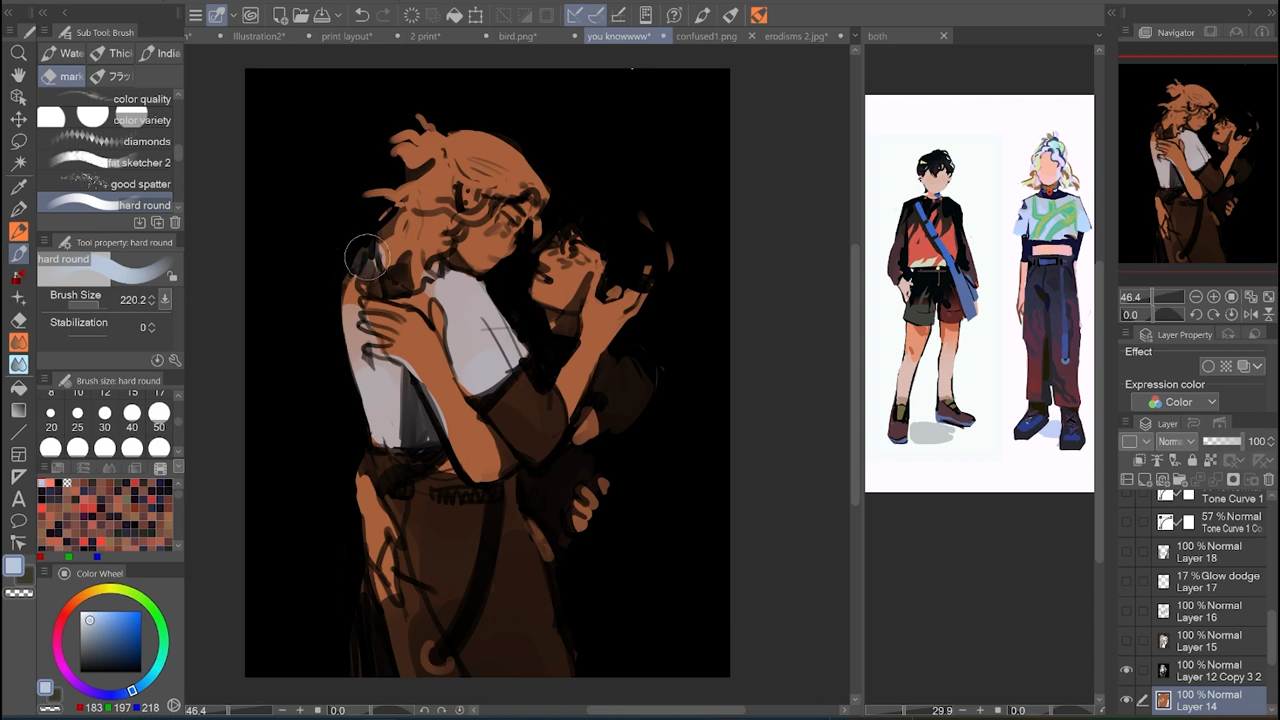 Sub Tool: Brush
n*
Illustration2*
print layout*
2 print*
bird.png*
you knowwww*
confused1.png
erodisms 2.jpg*
both
Navigator
Wate
Thicl
India
mark
フラッ
color quality
color variety
diamonds
fat sketcher 2
good spatter
hard round
Tool property: hard round
hard round
Brush Size
220.2
Stabilization
0
Brush size: hard round
8 10 12 15 17
20 25 30 40 50
Color Wheel
183 197 218
46.4
0.0
29.9
0.0
46.4
0.0
Layer Property
Effect
Expression color
Color
Layer
Norma
100
Tone Curve 1
57 %Normal
Tone Curve 1 Co
100 %Normal
Layer 18
17 %Glow dodge
Layer 17
100 %Normal
Layer 16
100 %Normal
Layer 15
100 %Normal
Layer 12 Copy 3 2
100 %Normal
Layer 14